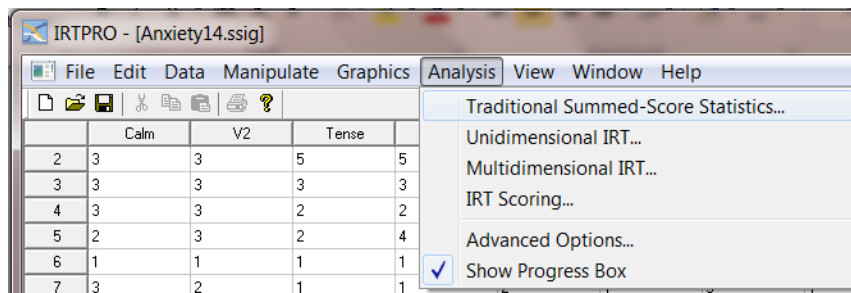 IRTPRO - [Anxiety14.ssig]
File Edit Data Manipulate Graphics Analysis View Window Help
Traditional Summed-Score Statistics...
Unidimensional IRT...
Multidimensional IRT...
IRT Scoring...
Advanced Options...
Show Progress Box
Calm V2 Tense
2 3 3 5 5
3 3 3 3 3
4 3 3 2 2
5 2 3 2 4
6 1 1 1 1
7 3 2 1 1